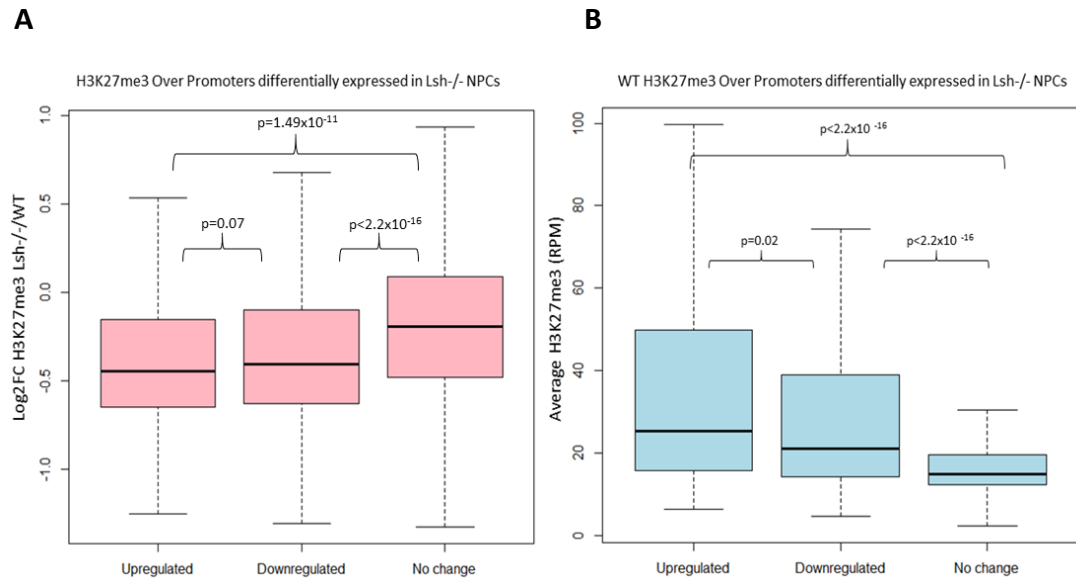 A
H3K27me3 Over Promoters differentially expressed in Lsh-/- NPCs
Log2FC H3K27me3 Lsh-/-/WT
1.0
0.5
0.0
-0.5
-1.0
p=1.49x10 -11
p=0.07
p<2.2x10 -16
Upregulated
Downregulated
No change
B
WT H3K27me3 Over Promoters differentially expressed in Lsh-/- NPCs
Average H3K27me3 (RPM)
100
80
60
40
20
0
p<2.2x10 -16
p=0.02
p<2.2x10 -16
Upregulated
Downregulated
No change